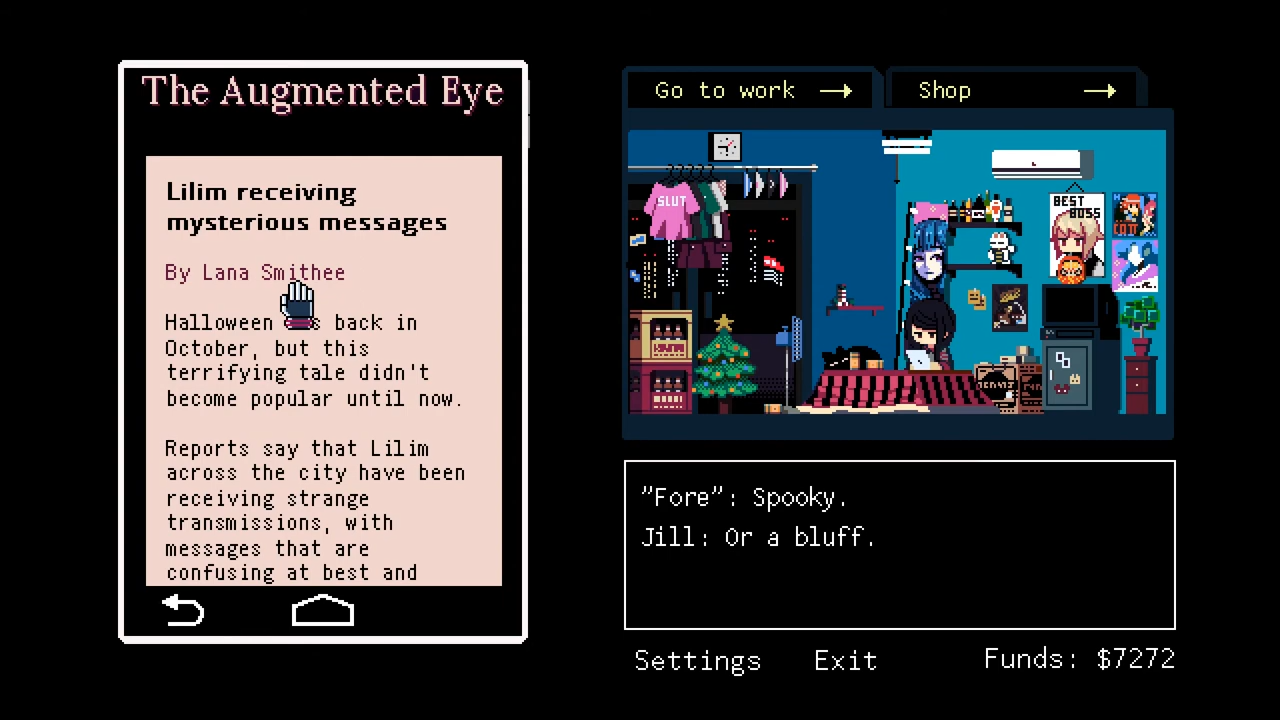 The Augmented Eye
Lilim receiving
mysterious messages
By Lana Smithee
Halloween back in
October, but this
terrifying tale didn't
become popular until now.
Reports say that Lilim
across the city have been
receiving strange
transmissions, with
messages that are
confusing at best and
Go to work
Shop
SLUT
BEST
BOSS
"Fore": Spooky.
Jill: Or a bluff.
Settings
Exit
Funds: $7272